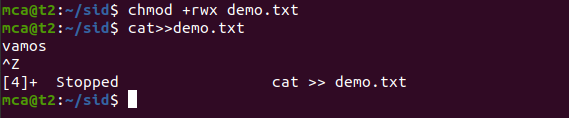 mca@t2:~/sid$ chmod +rwx demo.txt
mca@t2:~/sid$ cat>>demo.txt
vamos
^Z
[4]+  Stopped                 cat >> demo.txt
mca@t2:~/sid$